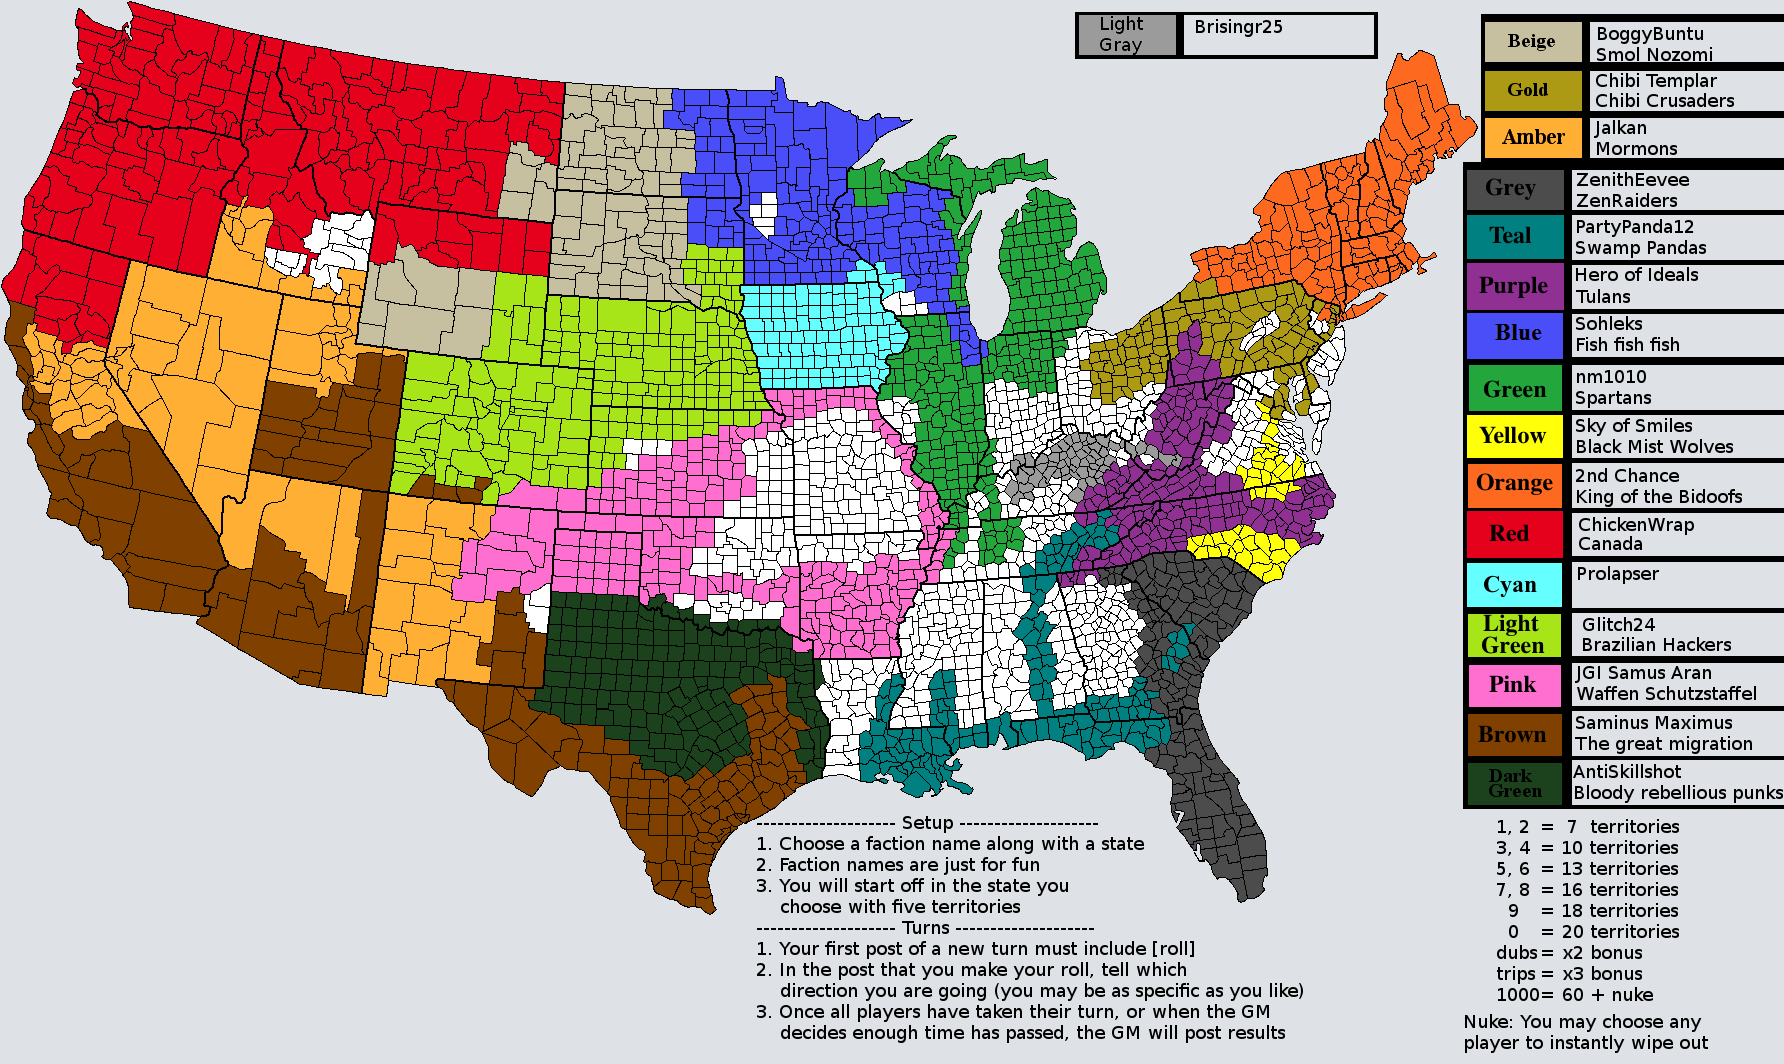 Light
Gray
Brisingr25
Beige
BoggyBuntu
Smol Nozomi
Gold
Chibi Templar
Chibi Crusaders
Amber
Jalkan
Mormons
Grey
ZenithEevee
ZenRaiders
Teal
PartyPanda12
Swamp Pandas
Purple
Hero of Ideals
Tulans
Blue
Sohleks
Fish fish fish
Green
nm1010
Spartans
Yellow
Sky of Smiles
Black Mist Wolves
Orange
2nd Chance
King of the Bidoofs
Red
ChickenWrap
Canada
Cyan
Prolapser
Light
Green
Glitch24
Brazilian Hackers
Pink
JGI Samus Aran
Waffen Schutzstaffel
Brown
Saminus Maximus
The great migration
Dark
Green
AntiSkillshot
Bloody rebellious punks
-------------------- Setup --------------------
1. Choose a faction name along with a state
2. Faction names are just for fun
3. You will start off in the state you
choose with five territories
-------------------- Turns --------------------
1. Your first post of a new turn must include [roll]
2. In the post that you make your roll, tell which
direction you are going (you may be as specific as you like)
3. Once all players have taken their turn, or when the GM
decides enough time has passed, the GM will post results
1, 2 = 7 territories
3, 4 = 10 territories
5, 6 = 13 territories
7, 8 = 16 territories
9 = 18 territories
0 = 20 territories
dubs = x2 bonus
trips = x3 bonus
1000= 60 + nuke
Nuke: You may choose any
player to instantly wipe out